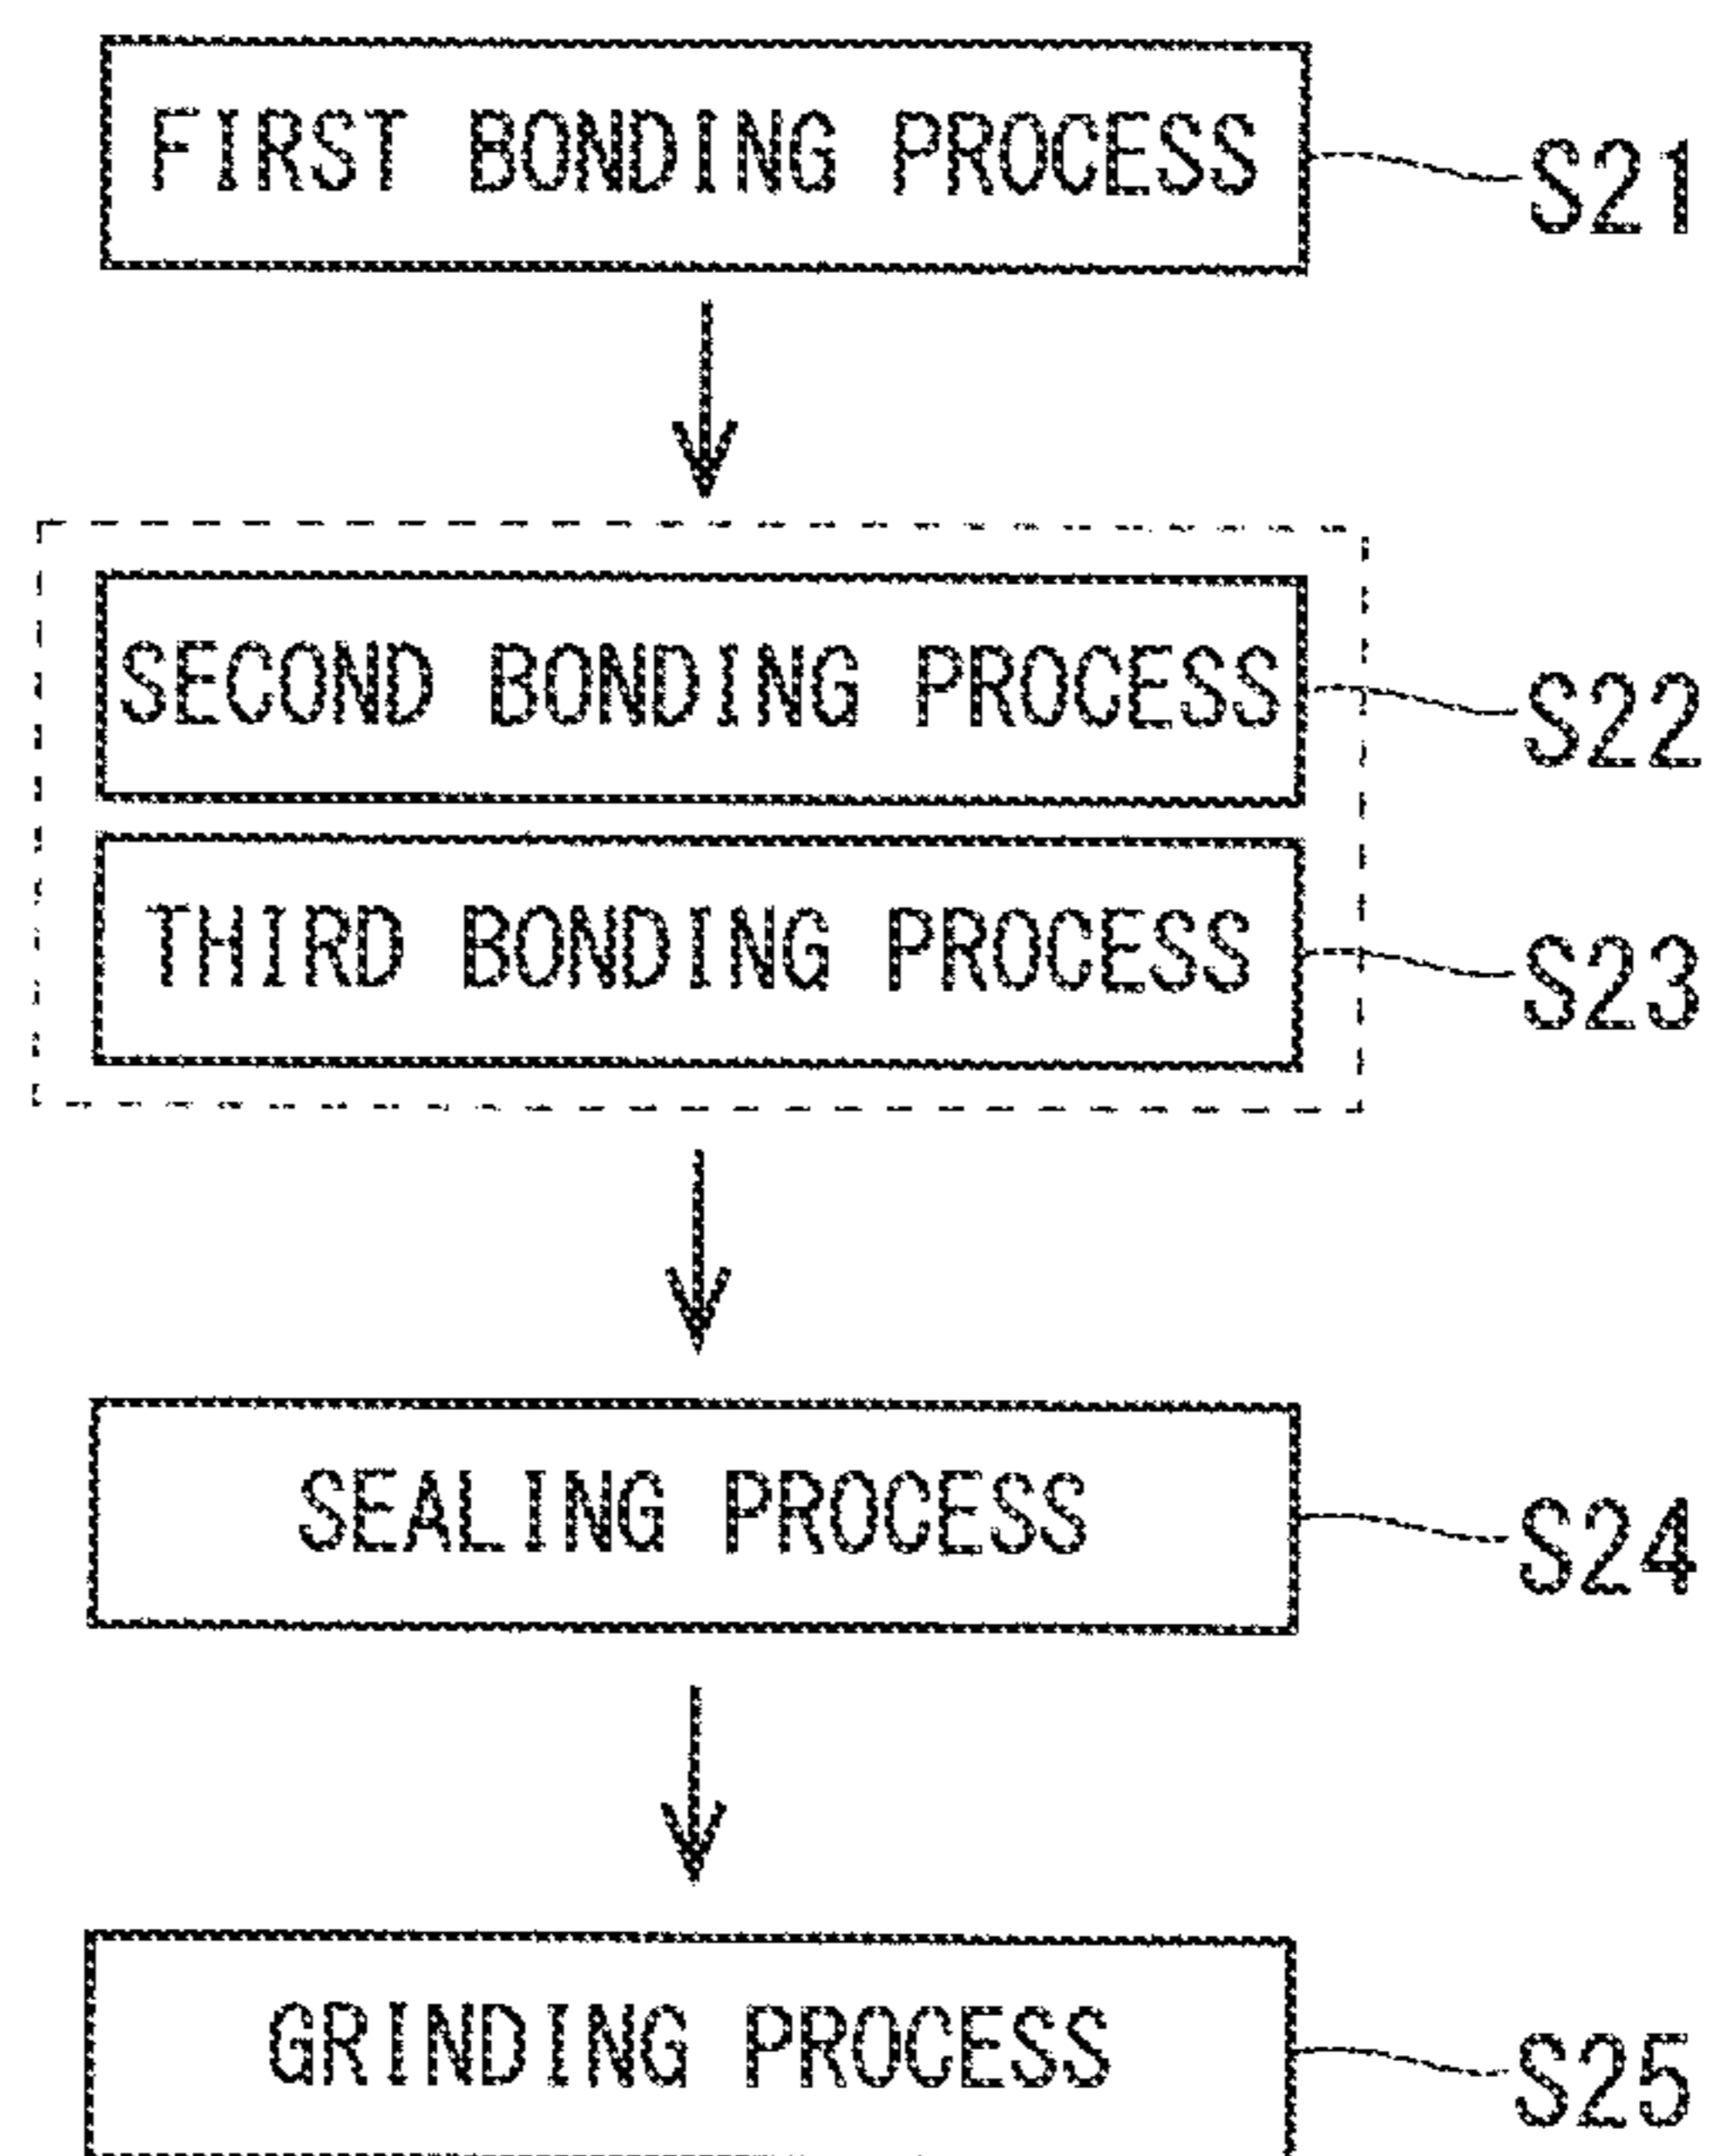 FIRST BONDING PROCESS S21
SECOND BONDING PROCESS S22
THIRD BONDING PROCESS S23
SEALING PROCESS S24
GRINDING PROCESS S25